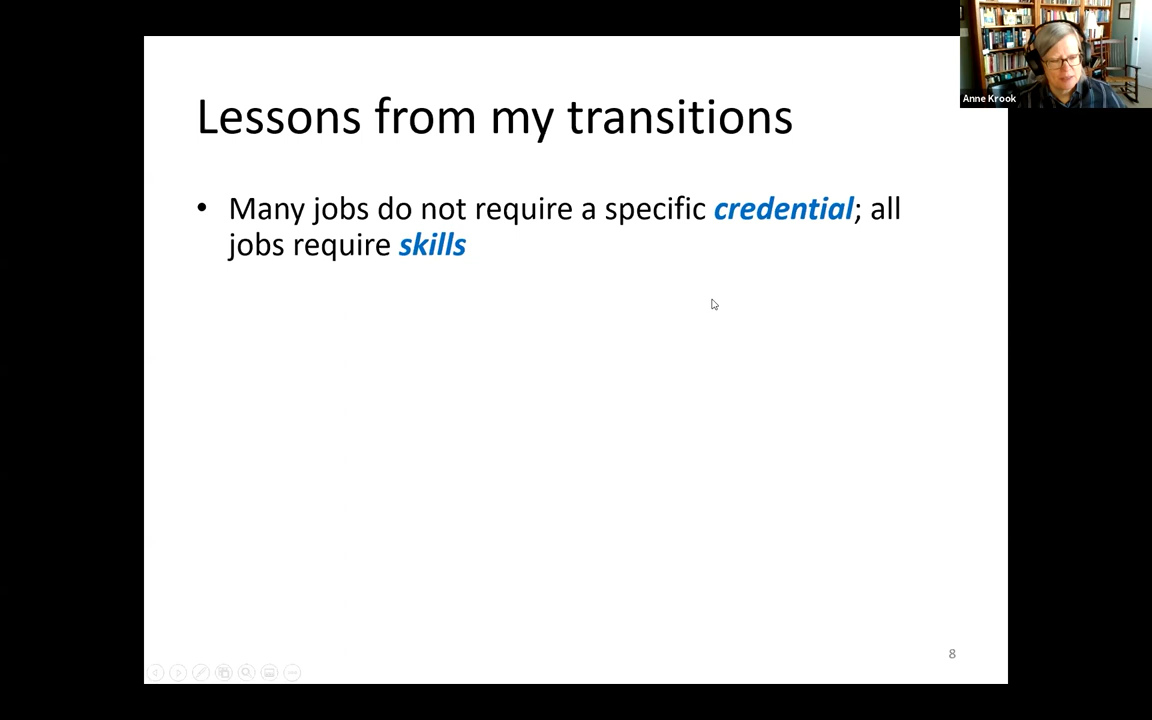 Anne Krook
Lessons from my transitions
• Many jobs do not require a specific credential; all
jobs require skills
8